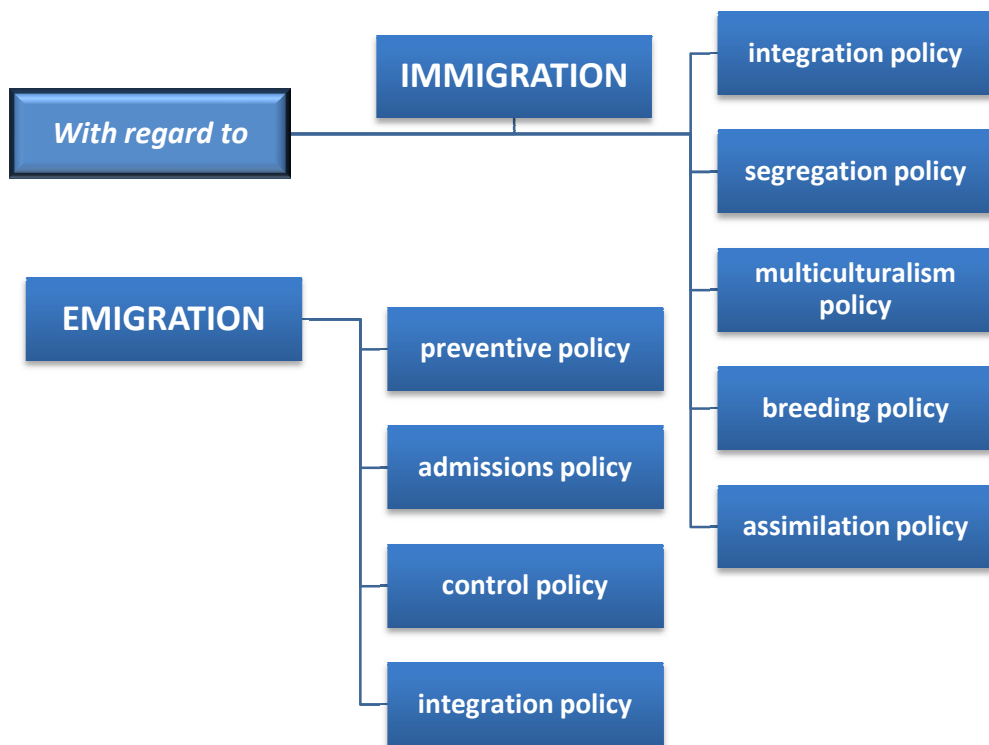 With regard to
IMMIGRATION
integration policy
segregation policy
multiculturalism
policy
breeding policy
assimilation policy
EMIGRATION
preventive policy
admissions policy
control policy
integration policy